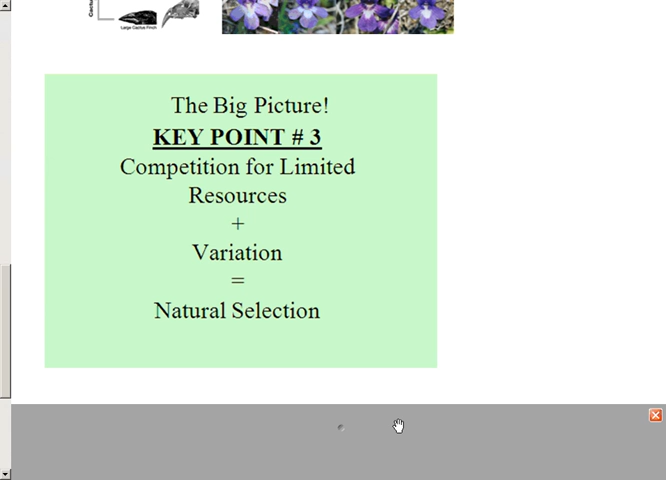 Large Cactus Finch
The Big Picture!
KEY POINT # 3
Competition for Limited
Resources
+
Variation
=
Natural Selection